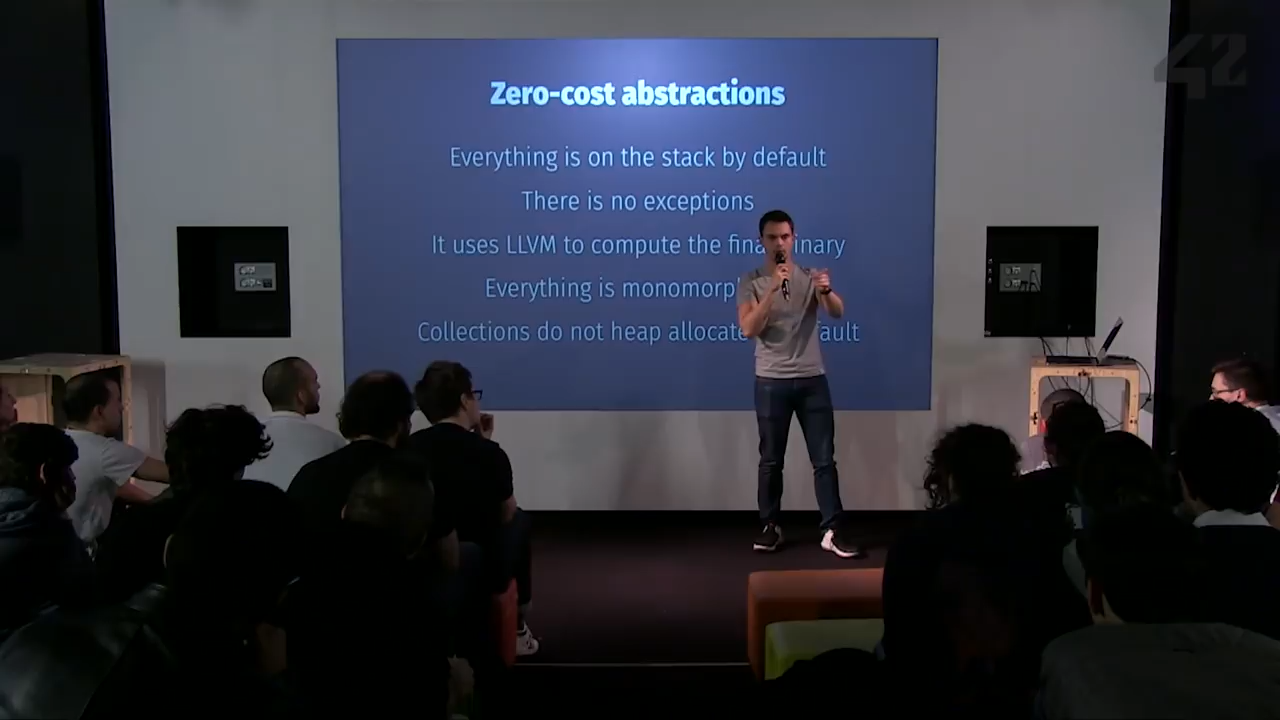 42
Zero-cost abstractions
Everything is on the stack by default
There is no exceptions
It uses LLVM to compute the
Everything is
Collections do not heap